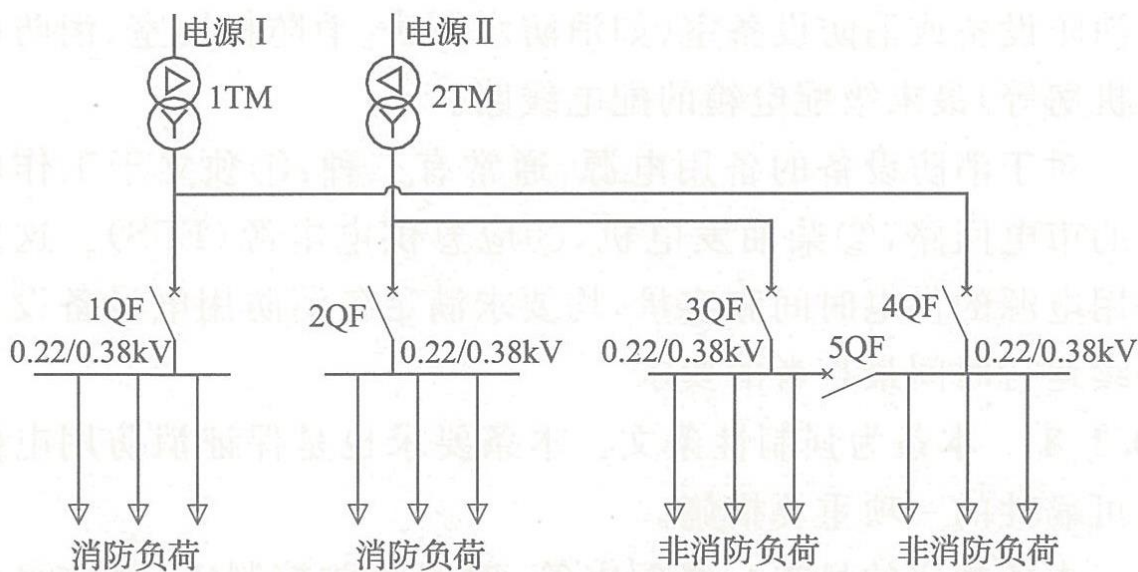 电源Ⅰ 电源Ⅱ
1TM 2TM
1QF 2QF 3QF 4QF
5QF
0.22/0.38kV 0.22/0.38kV 0.22/0.38kV 0.22/0.38kV
消防负荷 消防负荷 非消防负荷 非消防负荷